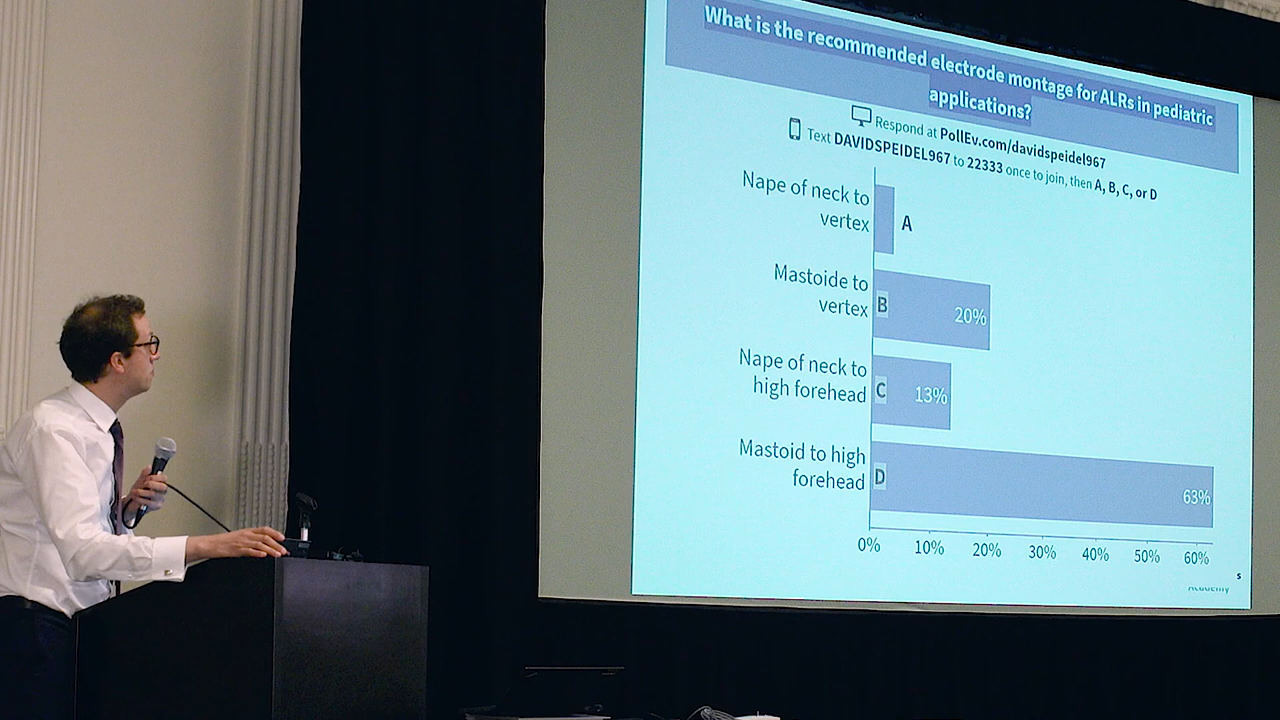 What is the recommended electrode montage for ALRs in pediatric
applications?
Respond at PollEv.com/davidspeidel967
Text DAVIDSPEIDEL967 to 22333 once to join, then A, B, C, or D
Nape of neck to
vertex
A
Mastoide to
vertex
B
20%
Nape of neck to
high forehead
C
13%
Mastoid to high
forehead
D
63%
0% 10% 20% 30% 40% 50% 60%
s
Academy